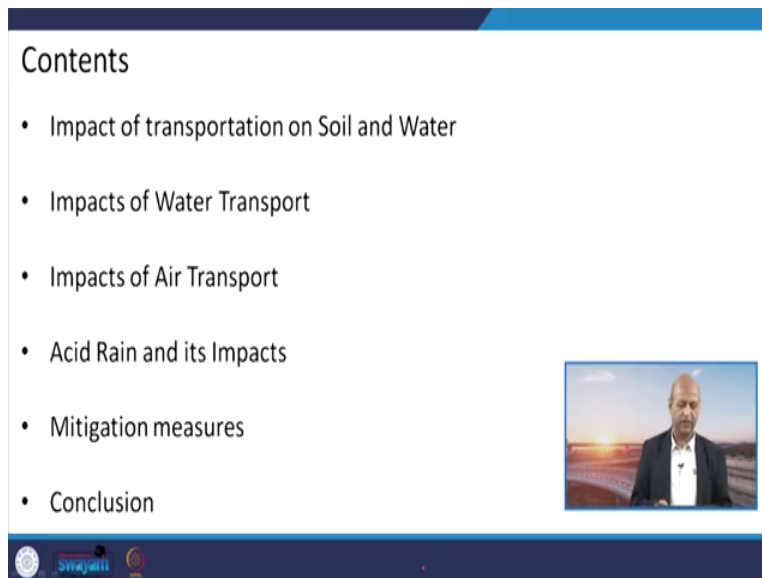 Contents
• Impact of transportation on Soil and Water
• Impacts of Water Transport
• Impacts of Air Transport
• Acid Rain and its Impacts
• Mitigation measures
• Conclusion
swayam